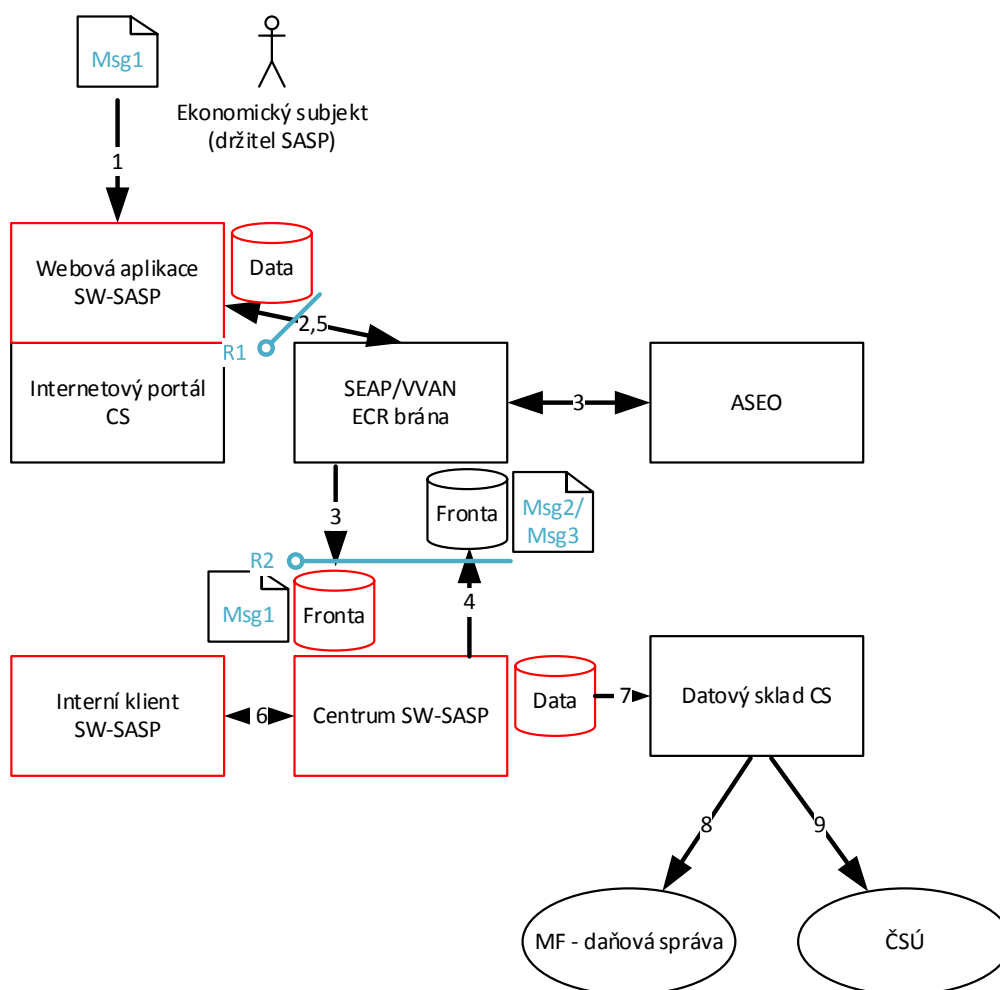 Msg1
Ekonomický subjekt
(držitel SASP)
1
Webová aplikace
SW-SASP
Data
2,5
R1
Internetový portál
CS
SEAP/VVAN
ECR brána
3
ASEO
3
Fronta
Msg2/
Msg3
R2
Msg1
Fronta
4
Interní klient
SW-SASP
6
Centrum SW-SASP
Data
7
Datový sklad CS
8
9
MF - daňová správa
ČSÚ